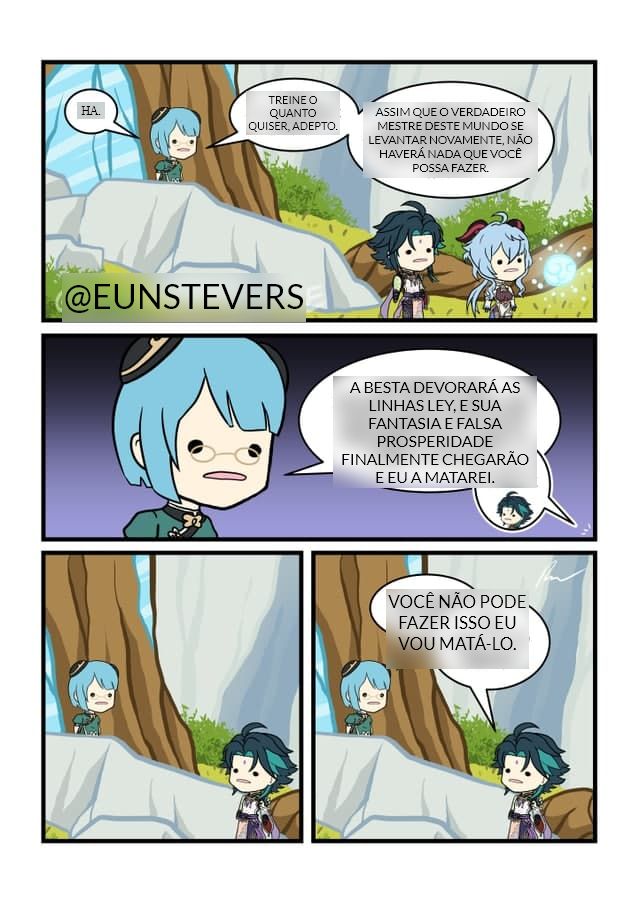 HA.
TREINE O
QUANTO
QUISER, ADEPTO.
ASSIM QUE O VERDADEIRO
MESTRE DESTE MUNDO SE
LEVANTAR NOVAMENTE, NÃO
HAVERÁ NADA QUE VOCÊ
POSSA FAZER.
@EUNSTEVERS
A BESTA DEVORARÁ AS
LINHAS LEY, E SUA
FANTASIA E FALSA
PROSPERIDADE
FINALMENTE CHEGARÃO
E EU A MATAREI.
VOCÊ NÃO PODE
FAZER ISSO EU
VOU MATÁ-LO.